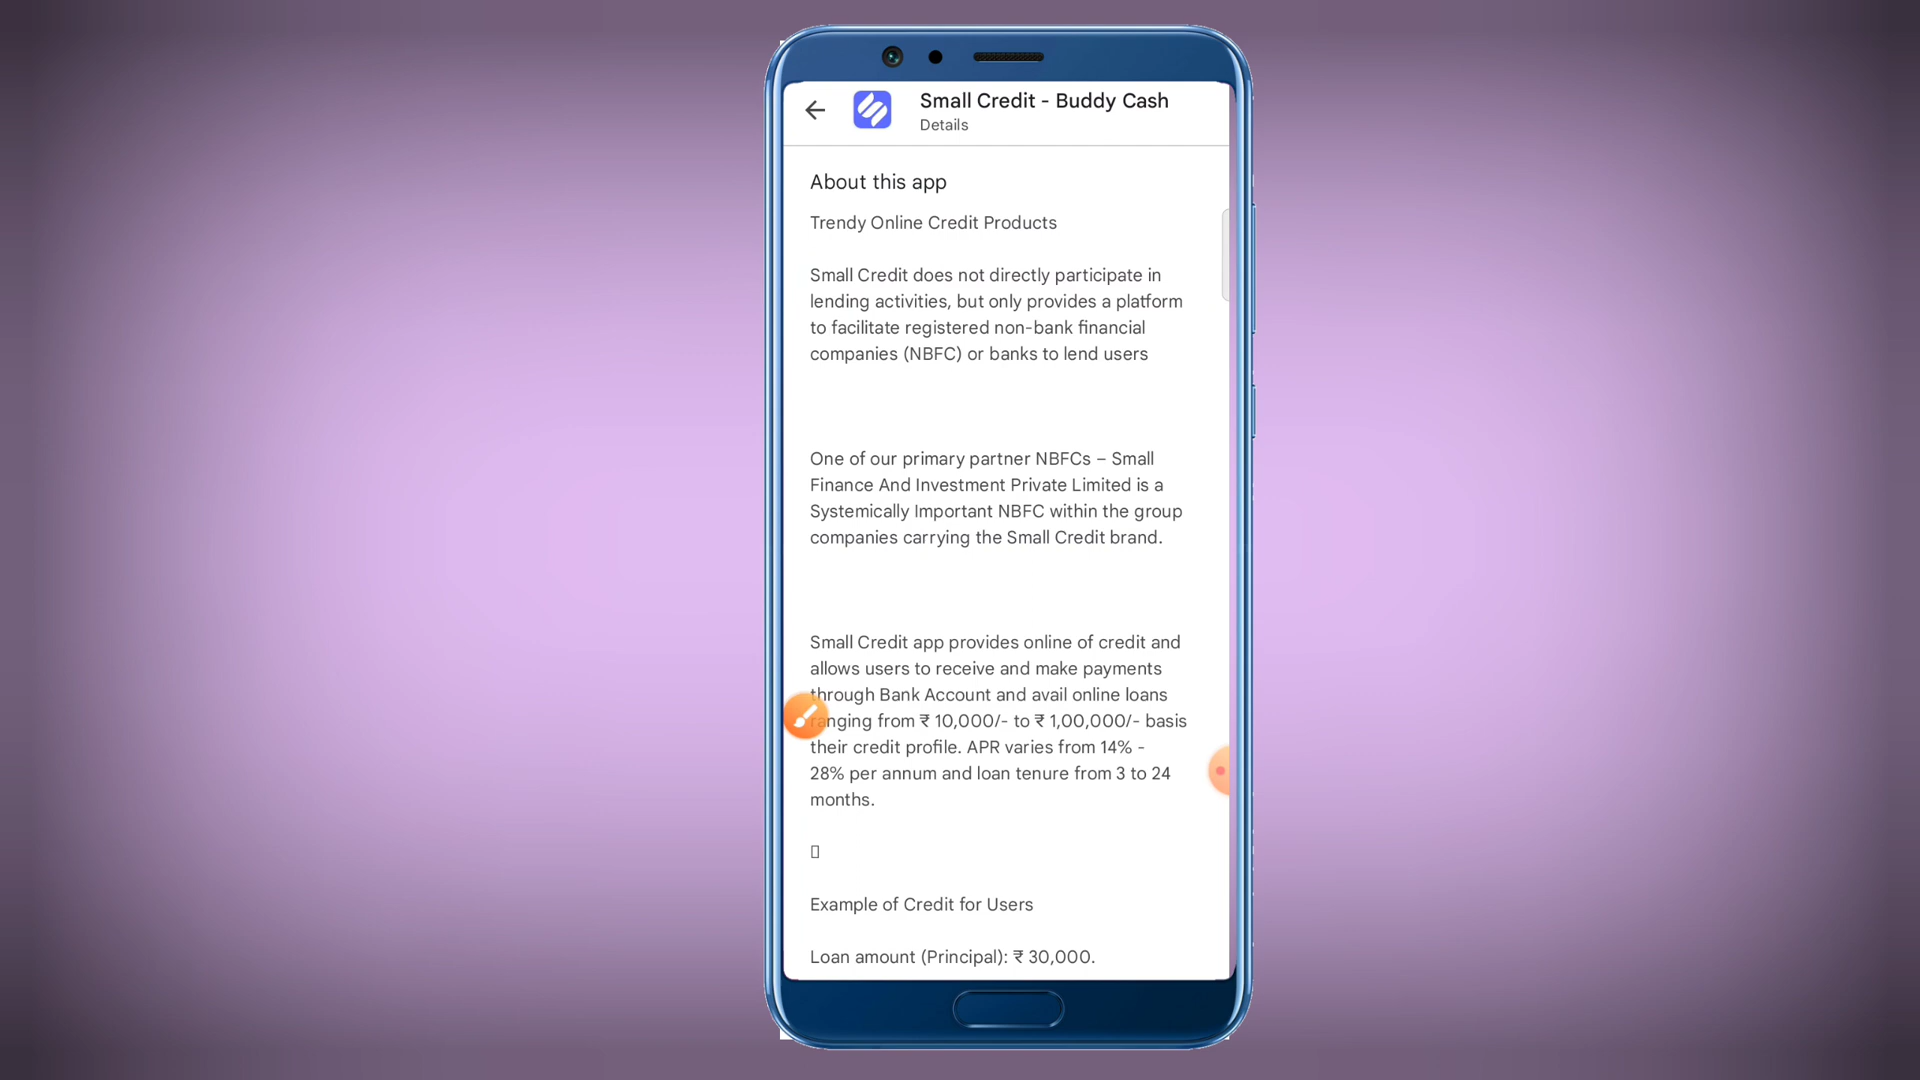 Small Credit - Buddy Cash
Details
About this app
Trendy Online Credit Products
Small Credit does not directly participate in
lending activities, but only provides a platform
to facilitate registered non-bank financial
companies (NBFC) or banks to lend users
One of our primary partner NBFCs – Small
Finance And Investment Private Limited is a
Systemically Important NBFC within the group
companies carrying the Small Credit brand.
Small Credit app provides online of credit and
allows users to receive and make payments
through Bank Account and avail online loans
ranging from ₹ 10,000/- to ₹ 1,00,000/- basis
their credit profile. APR varies from 14% -
28% per annum and loan tenure from 3 to 24
months.
Example of Credit for Users
Loan amount (Principal): ₹ 30,000.